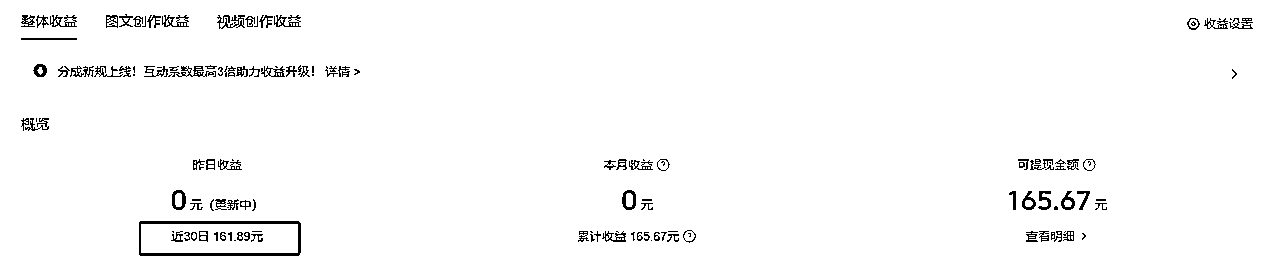 整体收益 图文创作收益 视频创作收益 收益设置
分成新规上线！互动系数最高3倍助力收益升级！ 详情 >
概览
昨日收益 本月收益 可提现金额
0 元 (更新中) 0 元 165.67 元
近30日 161.89元 累计收益 165.67元 查看明细 >